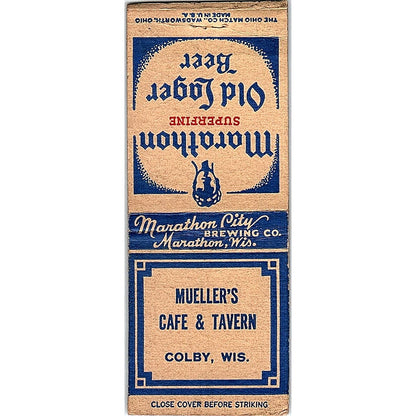 THE OHIO MATCH CO., WADSWORTH, OHIO
MADE IN U.S.A.
Marathon
SUPERFINE
Old Lager
Beer
Marathon City
BREWING CO.
Marathon, Wis.
MUELLER'S
CAFE & TAVERN
COLBY, WIS.
CLOSE COVER BEFORE STRIKING